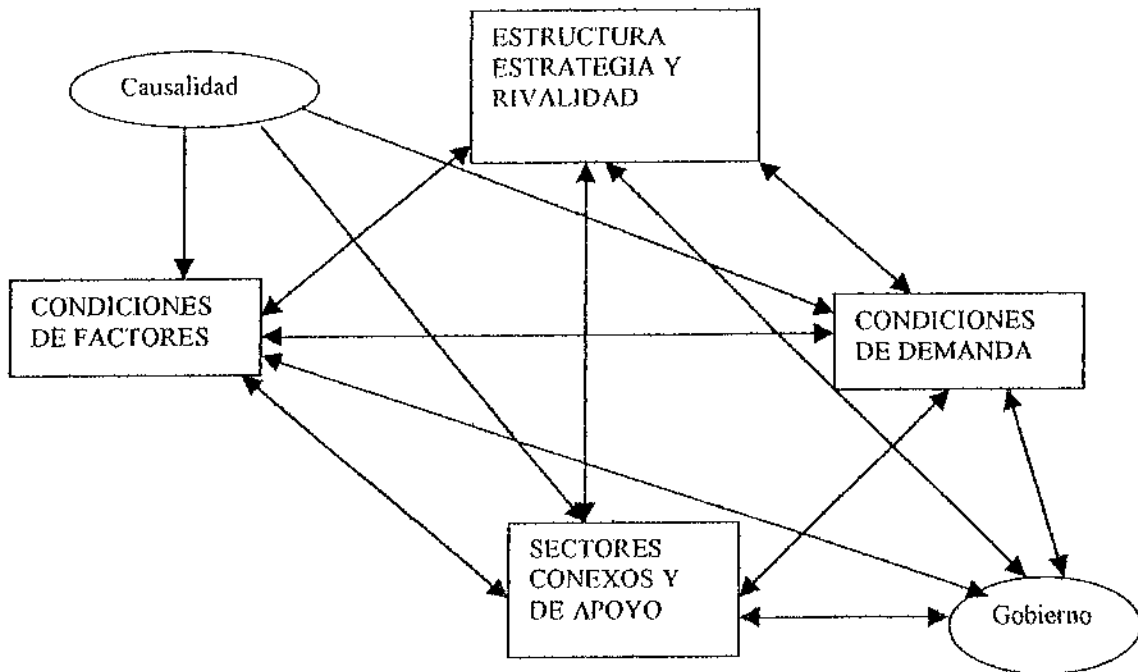 ESTRUCTURA
ESTRATEGIA Y
RIVALIDAD
Causalidad
CONDICIONES
DE FACTORES
CONDICIONES
DE DEMANDA
SECTORES
CONEXOS Y
DE APOYO
Gobierno